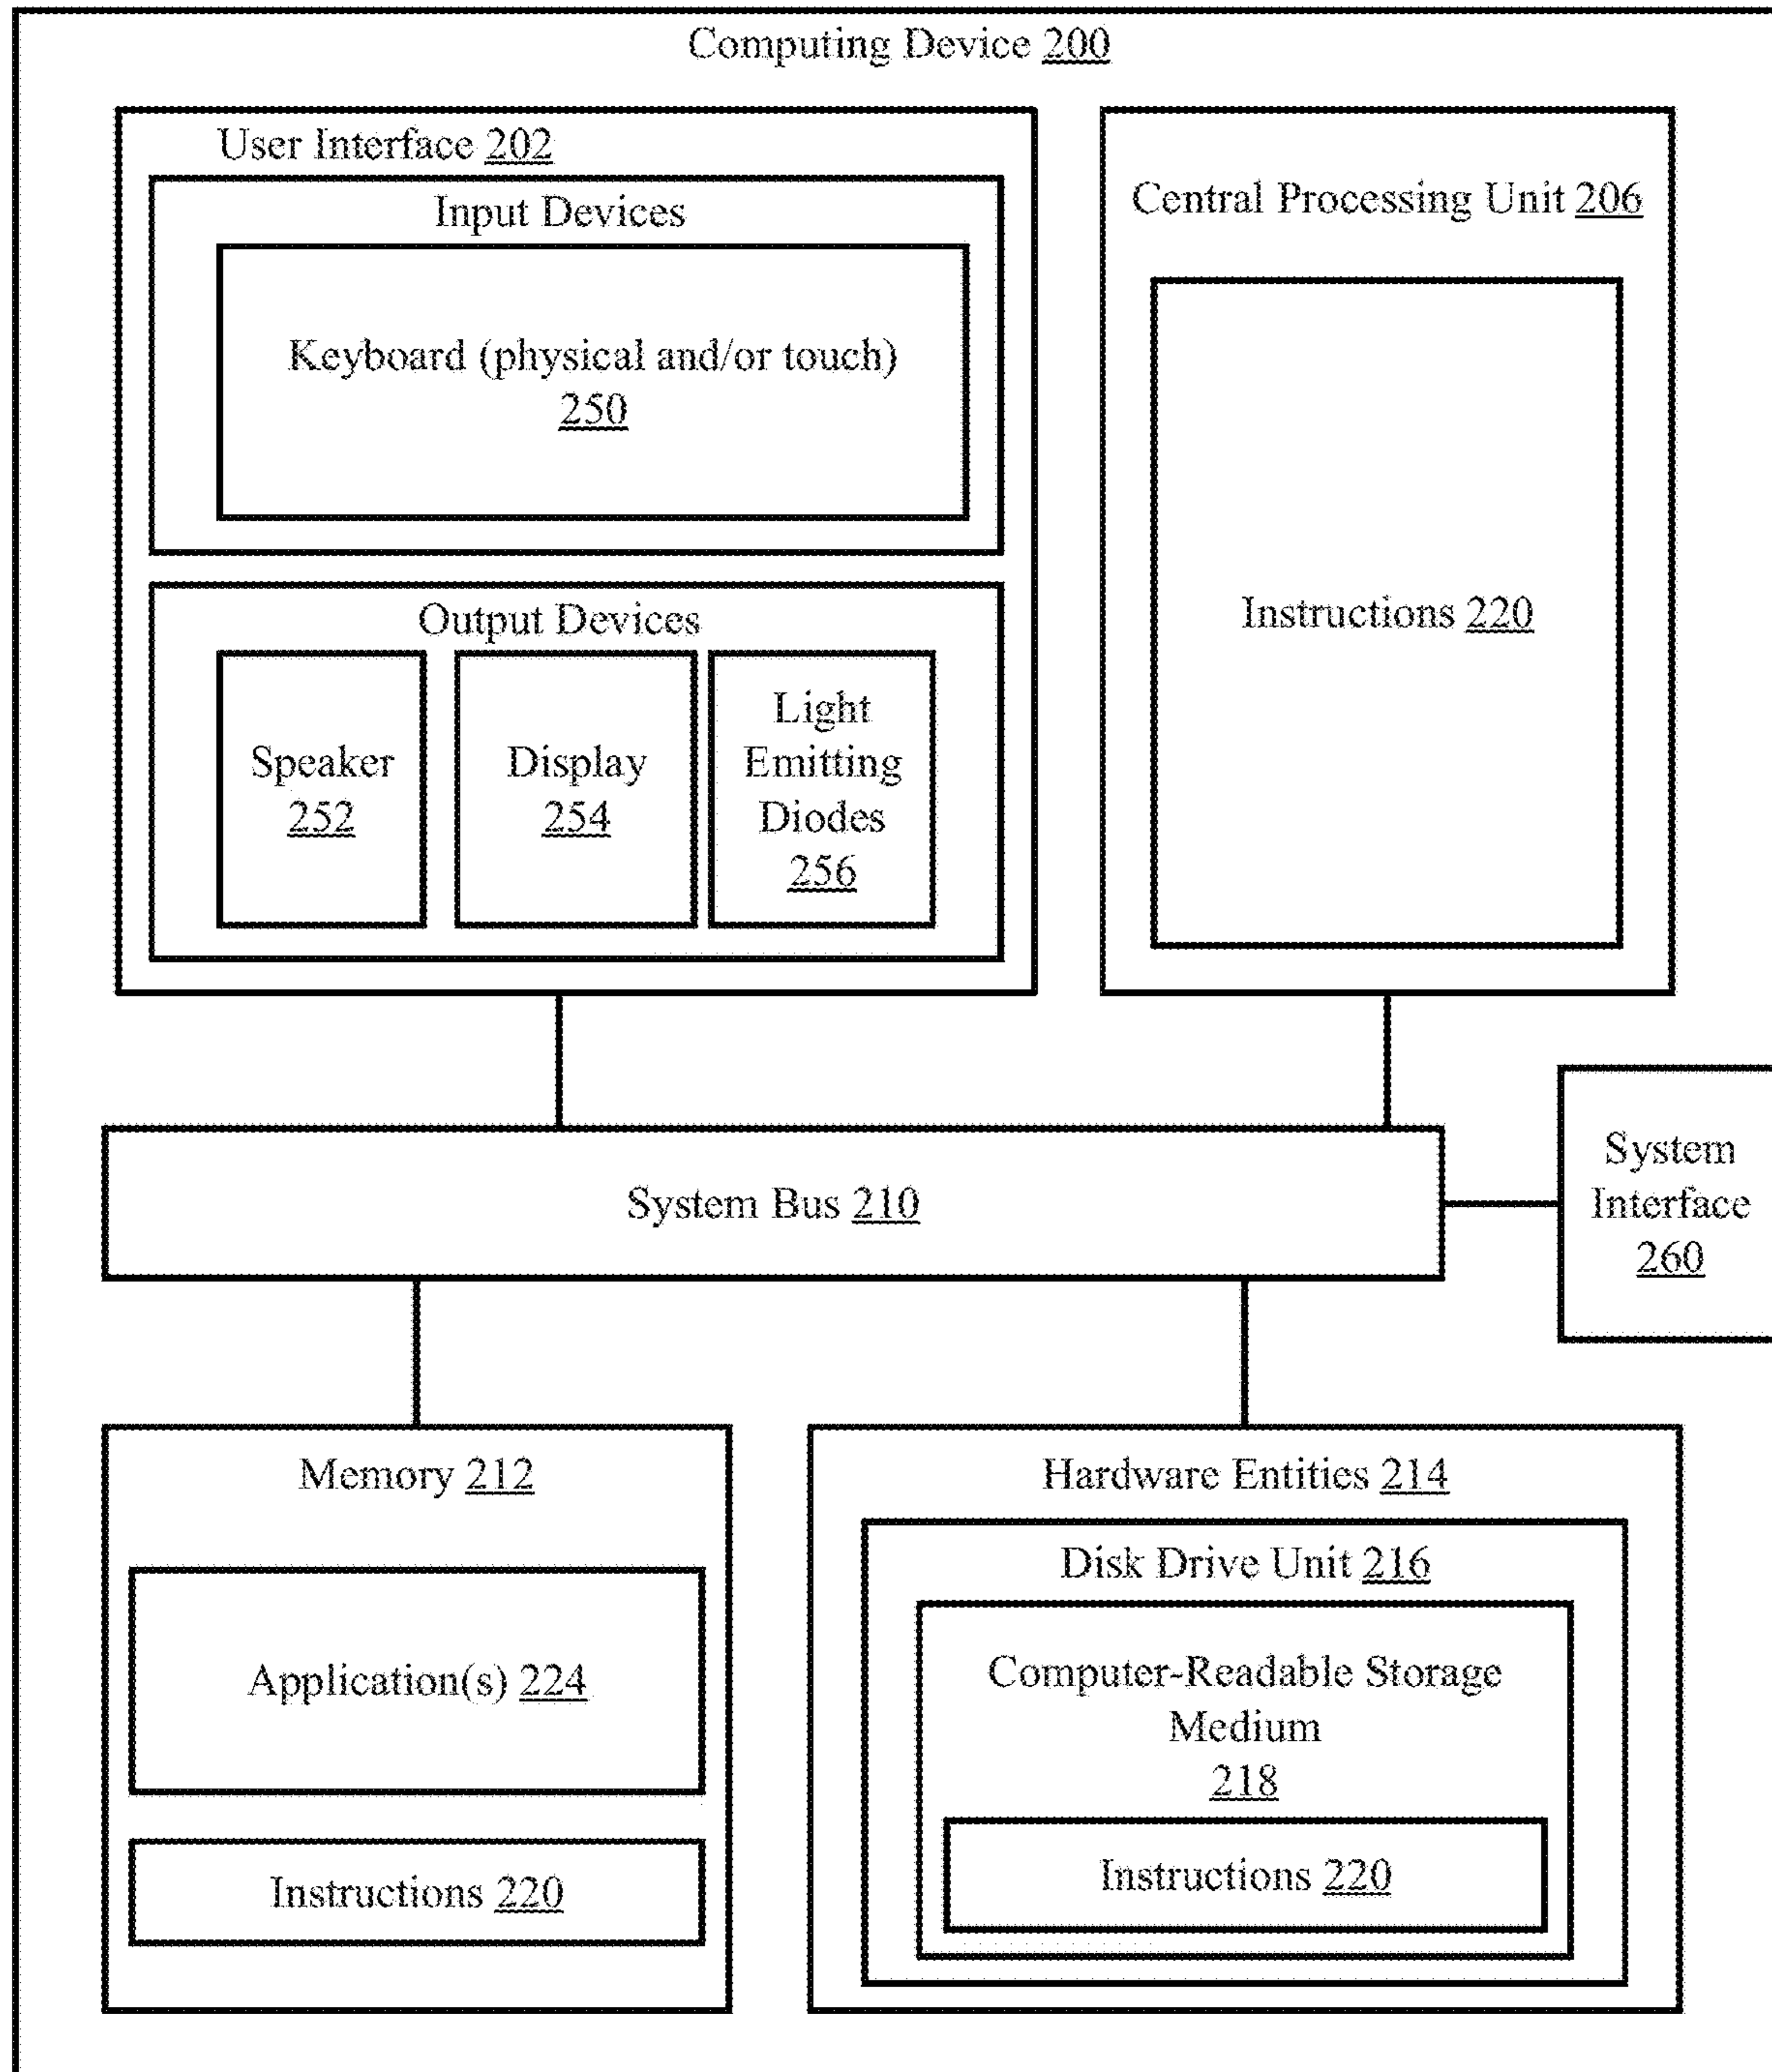 Computing Device 200
User Interface 202
Input Devices
Keyboard (physical and/or touch)
250
Output Devices
Speaker
252
Display
254
Light
Emitting
Diodes
256
Central Processing Unit 206
Instructions 220
System Bus 210
System
Interface
260
Memory 212
Application(s) 224
Instructions 220
Hardware Entities 214
Disk Drive Unit 216
Computer-Readable Storage
Medium
218
Instructions 220